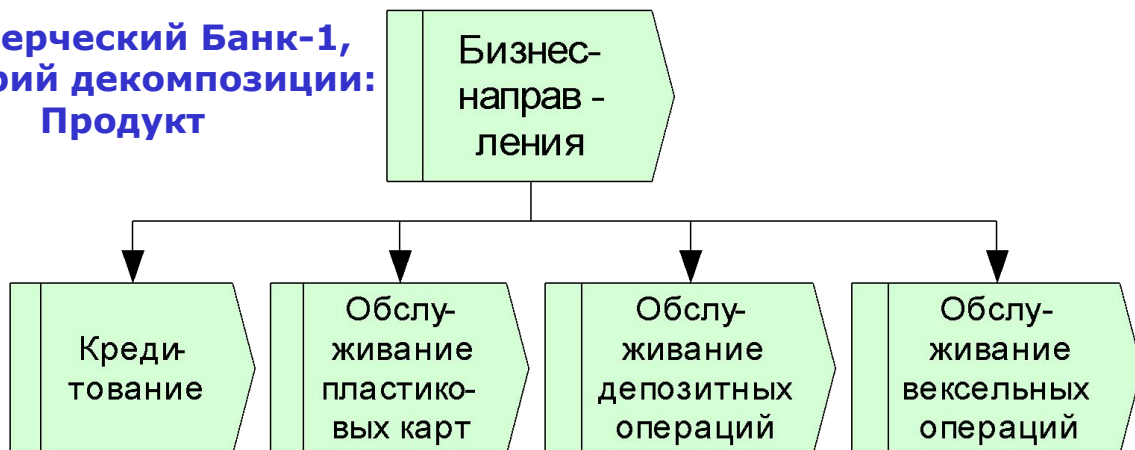 ерческий Банк-1,
рий декомпозиции:
Продукт
Бизнес-
направ -
ления
Креди-
тование
Обслу-
живание
пластико-
вых карт
Обслу-
живание
депозитных
операций
Обслу-
живание
вексельных
операций